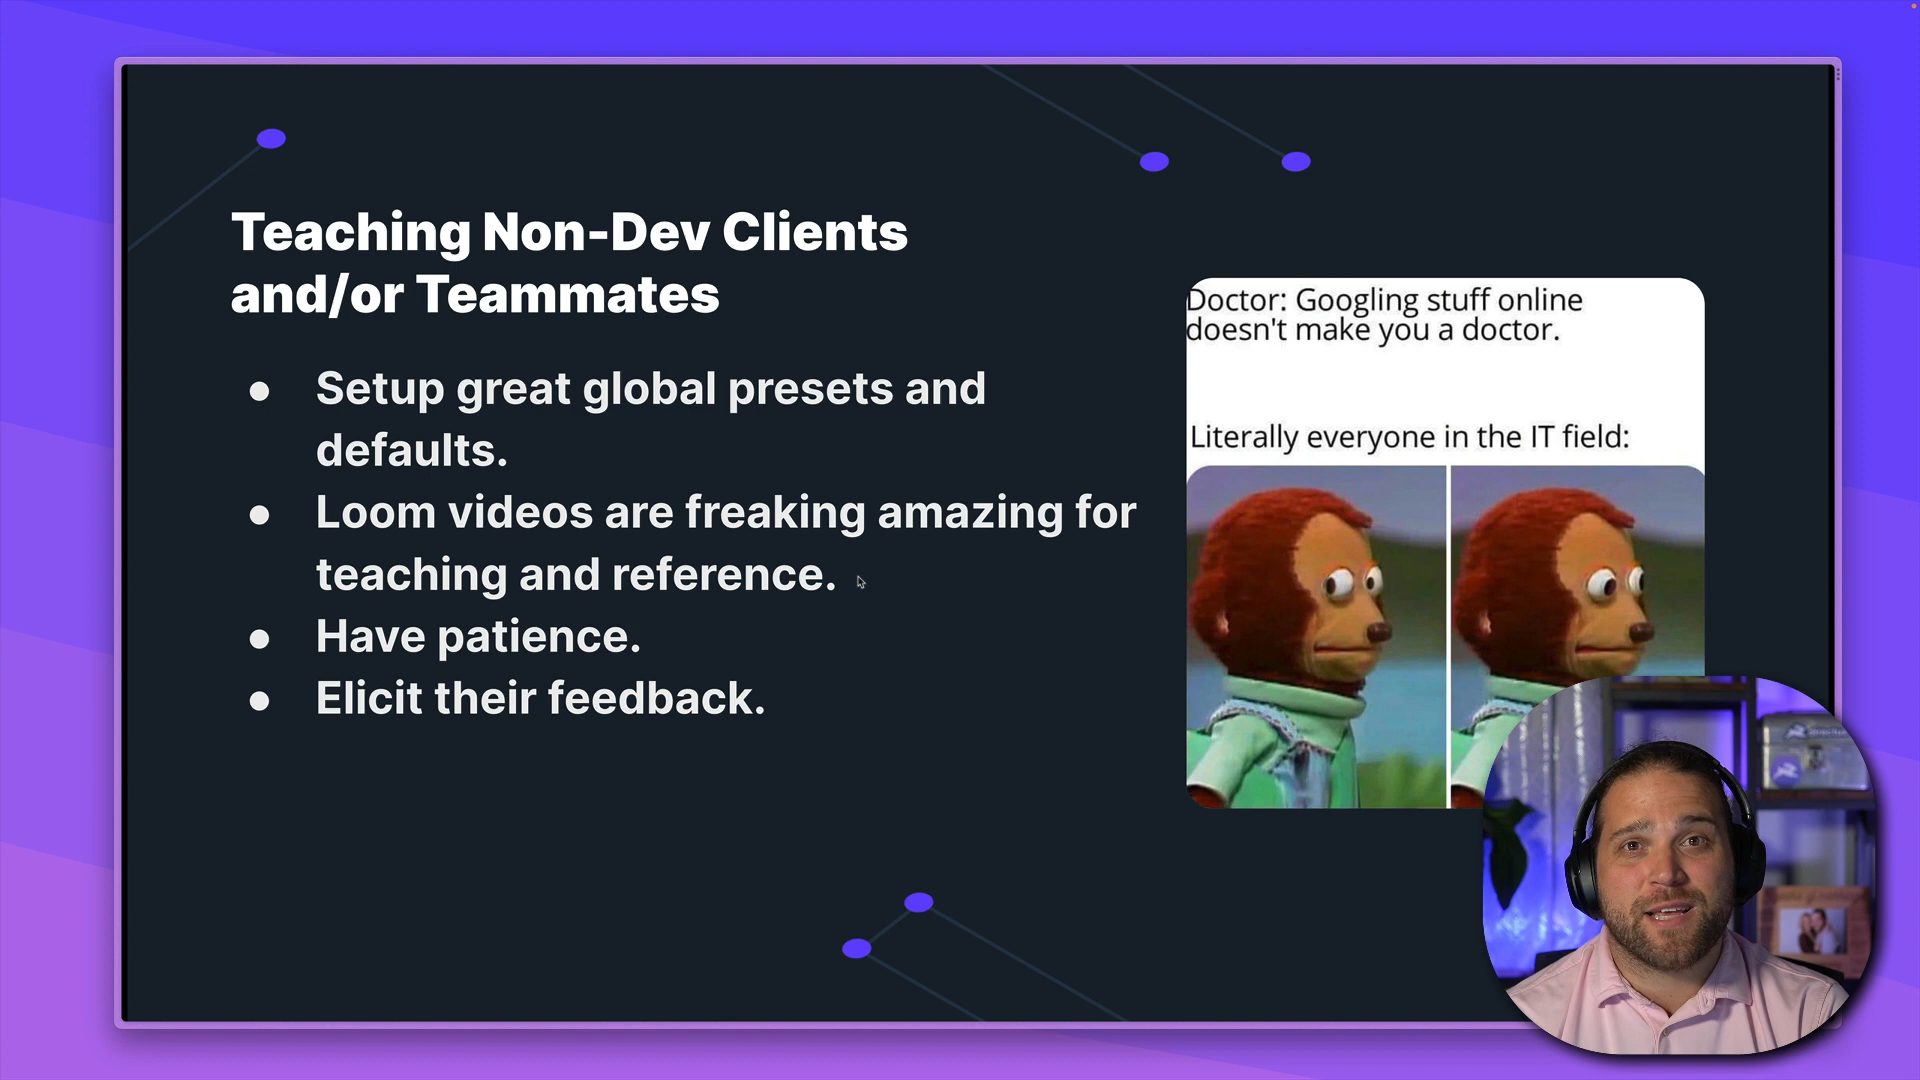 Teaching Non-Dev Clients
and/or Teammates
● Setup great global presets and
defaults.
● Loom videos are freaking amazing for
teaching and reference.
● Have patience.
● Elicit their feedback.
Doctor: Googling stuff online
doesn't make you a doctor.
Literally everyone in the IT field: